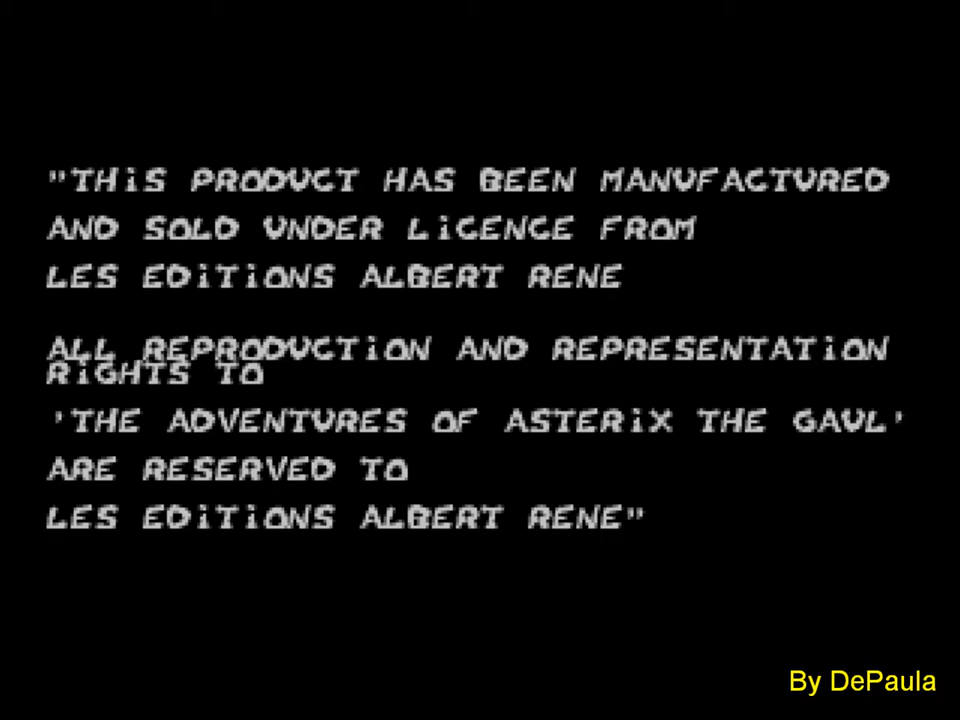 "THiS PRODUCT HAS BEEN MANUFACTURED
AND SOLD UNDER LiCENCE FROM
LES EDiTiONS ALBERT RENE
ALL REPRODUCTiON AND REPRESENTATiON
RiGHTS TO
'THE ADVENTURES OF ASTERiX THE GAUL'
ARE RESERVED TO
LES EDiTiONS ALBERT RENE"
By DePaula